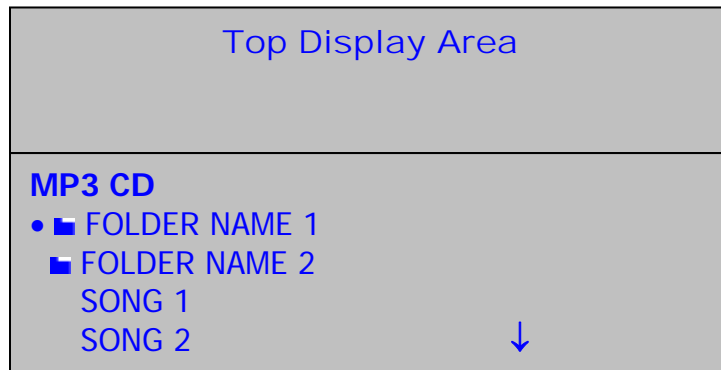 Top Display Area
MP3 CD
• FOLDER NAME 1
FOLDER NAME 2
SONG 1
SONG 2 ↓